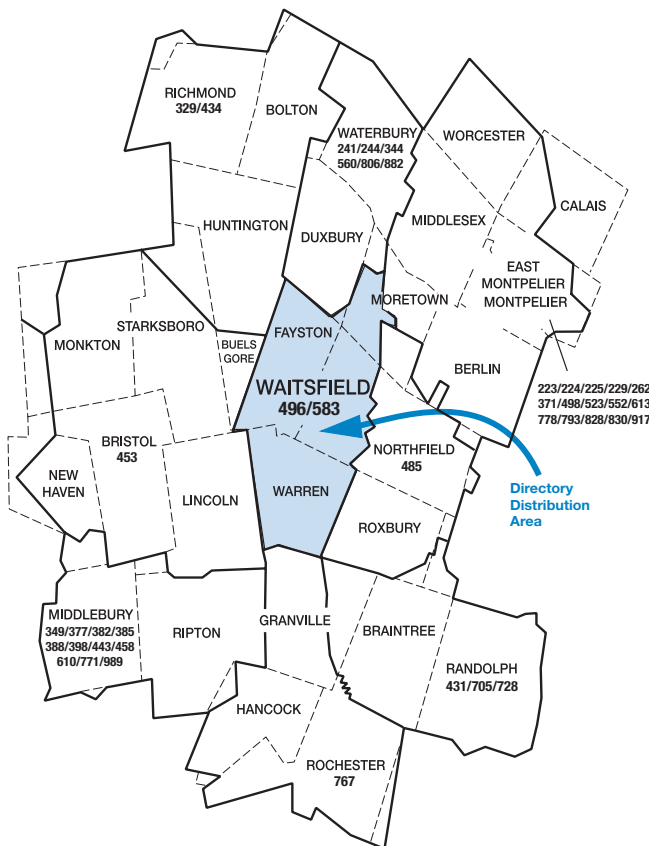 RICHMOND
329/434
BOLTON
WATERBURY
241/244/344
560/806/882
WORCESTER
CALAIS
HUNTINGTON
DUXBURY
MIDDLESEX
EAST
MONTPELIER
MONTPELIER
MORETOWN
STARKSBORO
MONKTON
BUELS
GORE
FAYSTON
BERLIN
WAITSFIELD
496/583
223/224/225/229/262
371/498/523/552/613
778/793/828/830/917
BRISTOL
453
NORTHFIELD
485
NEW
HAVEN
LINCOLN
WARREN
Directory
Distribution
Area
ROXBURY
MIDDLEBURY
349/377/382/385
388/398/443/458
610/771/989
RIPTON
GRANVILLE
BRAINTREE
RANDOLPH
431/705/728
HANCOCK
ROCHESTER
767